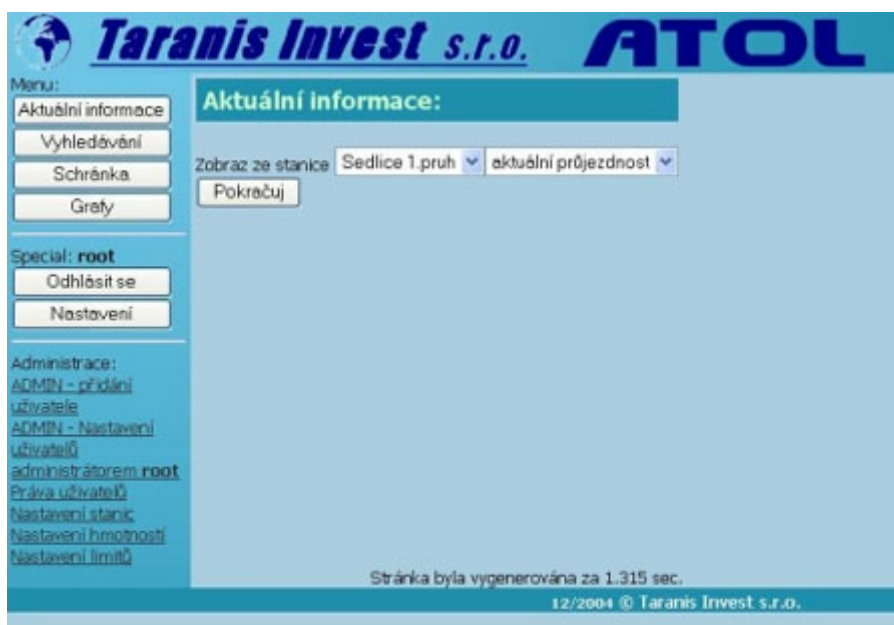 Taranis Invest s.r.o. ATOL
Menu:
Aktuální informace
Vyhledávání
Schránka
Grafy
Special: root
Odhlásit se
Nastavení
Administrace:
ADMIN - přidání
uživatele
ADMIN - Nastavení
uživatelů
administrátorem root
Práva uživatelů
Nastavení stanic
Nastavení hmotností
Nastavení limitů
Aktuální informace:
Zobraz ze stanice Sedlice 1.pruh aktuální průjezdnost
Pokračuj
Stránka byla vygenerována za 1.315 sec.
12/2004 © Taranis Invest s.r.o.